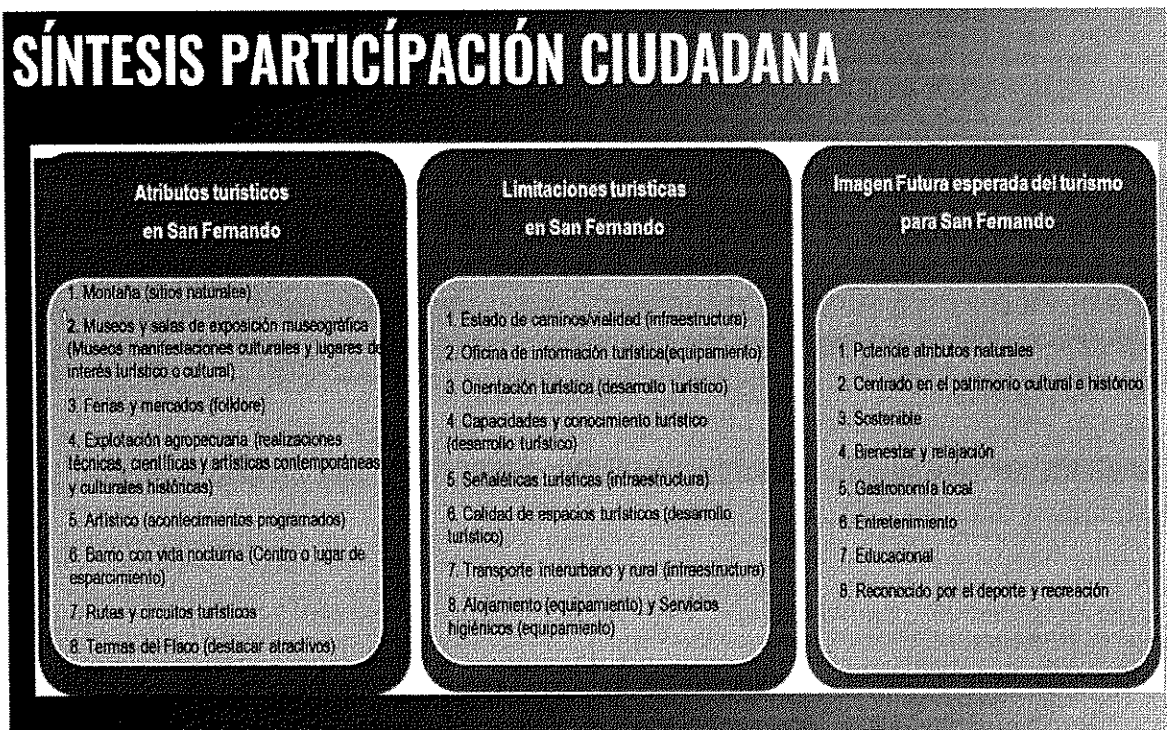 SÍNTESIS PARTICÍPACIÓN CIUDADANA
Atributos turísticos
en San Fernando
1. Montaña (sitios naturales)
2. Museos y salas de exposición museográfica
(Museos manifestaciones culturales y lugares de
interés turístico o cultural)
3. Ferias y mercados (folklore)
4. Explotación agropecuaria (realizaciones
técnicas, científicas y artísticas contemporáneas
y culturales históricas)
5. Artístico (acontecimientos programados)
6. Barrio con vida nocturna (Centro o lugar de
esparcimiento)
7. Rutas y circuitos turísticos
8. Termas del Flaco (destacar atractivos)
Limitaciones turísticas
en San Fernando
1. Estado de caminos/vialidad (infraestructura)
2. Oficina de información turística(equipamiento)
3. Orientación turística (desarrollo turístico)
4. Capacidades y conocimiento turístico
(desarrollo turístico)
5. Señaléticas turísticas (infraestructura)
6. Calidad de espacios turísticos (desarrollo
turístico)
7. Transporte interurbano y rural (infraestructura)
8. Alojamiento (equipamiento) y Servicios
higiénicos (equipamiento)
Imagen Futura esperada del turismo
para San Fernando
1. Potencie atributos naturales
2. Centrado en el patrimonio cultural e histórico
3. Sostenible
4. Bienestar y relajación
5. Gastronomía local
6. Entretenimiento
7. Educacional
8. Reconocido por el deporte y recreación